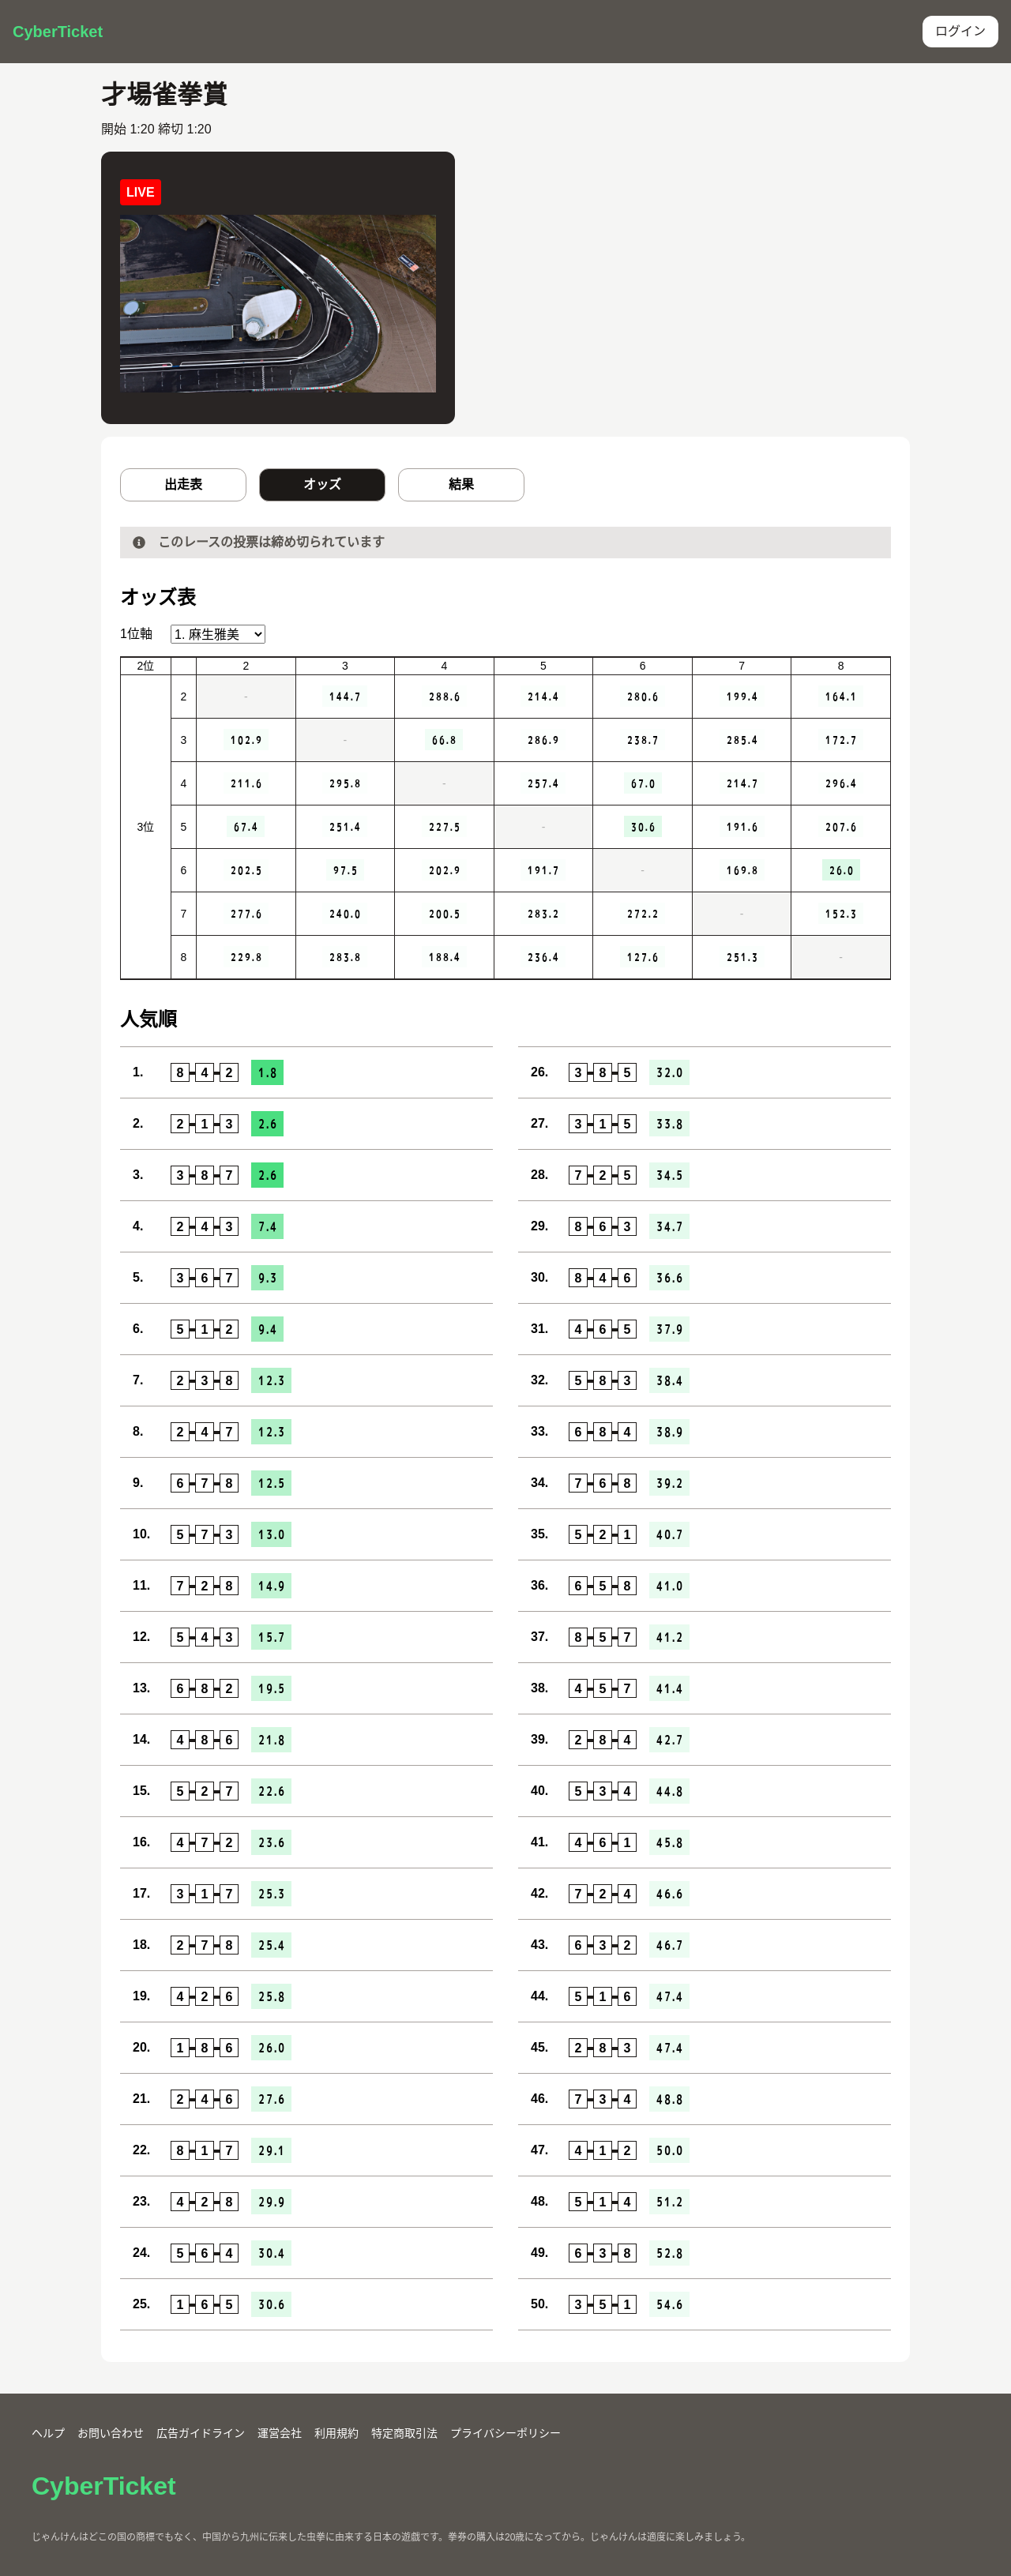 CyberTicket
ログイン
才場雀拳賞
開始 1:20 締切 1:20
LIVE
出走表 オッズ 結果
このレースの投票は締め切られています
オッズ表
1位軸 1. 麻生雅美
2位 2 3 4 5 6 7 8
2 - 144.7 288.6 214.4 280.6 199.4 164.1
3 102.9 - 66.8 286.9 238.7 285.4 172.7
4 211.6 295.8 - 257.4 67.0 214.7 296.4
3位 5 67.4 251.4 227.5 - 30.6 191.6 207.6
6 202.5 97.5 202.9 191.7 - 169.8 26.0
7 277.6 240.0 200.5 283.2 272.2 - 152.3
8 229.8 283.8 188.4 236.4 127.6 251.3 -
人気順
1. 8-4-2 1.8
2. 2-1-3 2.6
3. 3-8-7 2.6
4. 2-4-3 7.4
5. 3-6-7 9.3
6. 5-1-2 9.4
7. 2-3-8 12.3
8. 2-4-7 12.3
9. 6-7-8 12.5
10. 5-7-3 13.0
11. 7-2-8 14.9
12. 5-4-3 15.7
13. 6-8-2 19.5
14. 4-8-6 21.8
15. 5-2-7 22.6
16. 4-7-2 23.6
17. 3-1-7 25.3
18. 2-7-8 25.4
19. 4-2-6 25.8
20. 1-8-6 26.0
21. 2-4-6 27.6
22. 8-1-7 29.1
23. 4-2-8 29.9
24. 5-6-4 30.4
25. 1-6-5 30.6
26. 3-8-5 32.0
27. 3-1-5 33.8
28. 7-2-5 34.5
29. 8-6-3 34.7
30. 8-4-6 36.6
31. 4-6-5 37.9
32. 5-8-3 38.4
33. 6-8-4 38.9
34. 7-6-8 39.2
35. 5-2-1 40.7
36. 6-5-8 41.0
37. 8-5-7 41.2
38. 4-5-7 41.4
39. 2-8-4 42.7
40. 5-3-4 44.8
41. 4-6-1 45.8
42. 7-2-4 46.6
43. 6-3-2 46.7
44. 5-1-6 47.4
45. 2-8-3 47.4
46. 7-3-4 48.8
47. 4-1-2 50.0
48. 5-1-4 51.2
49. 6-3-8 52.8
50. 3-5-1 54.6
ヘルプ お問い合わせ 広告ガイドライン 運営会社 利用規約 特定商取引法 プライバシーポリシー
CyberTicket
じゃんけんはどこの国の商標でもなく、中国から九州に伝来した虫拳に由来する日本の遊戯です。拳券の購入は20歳になってから。じゃんけんは適度に楽しみましょう。